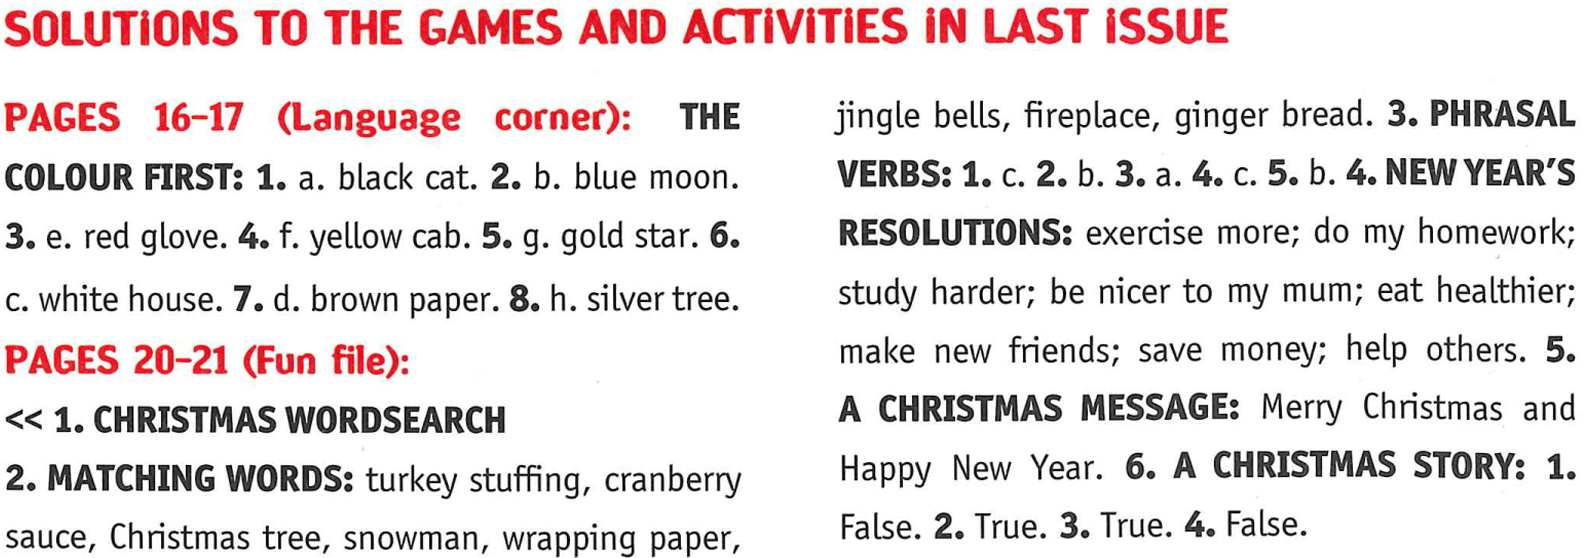 SOLUTIONS TO THE GAMES AND ACTIVITIES IN LAST ISSUE
PAGES 16–17 (Language corner): THE
COLOUR FIRST: 1. a. black cat. 2. b. blue moon.
3. e. red glove. 4. f. yellow cab. 5. g. gold star. 6.
c. white house. 7. d. brown paper. 8. h. silver tree.
PAGES 20–21 (Fun file):
<< 1. CHRISTMAS WORDSEARCH
2. MATCHING WORDS: turkey stuffing, cranberry
sauce, Christmas tree, snowman, wrapping paper,
jingle bells, fireplace, ginger bread. 3. PHRASAL
VERBS: 1. c. 2. b. 3. a. 4. c. 5. b. 4. NEW YEAR'S
RESOLUTIONS: exercise more; do my homework;
study harder; be nicer to my mum; eat healthier;
make new friends; save money; help others. 5.
A CHRISTMAS MESSAGE: Merry Christmas and
Happy New Year. 6. A CHRISTMAS STORY: 1.
False. 2. True. 3. True. 4. False.